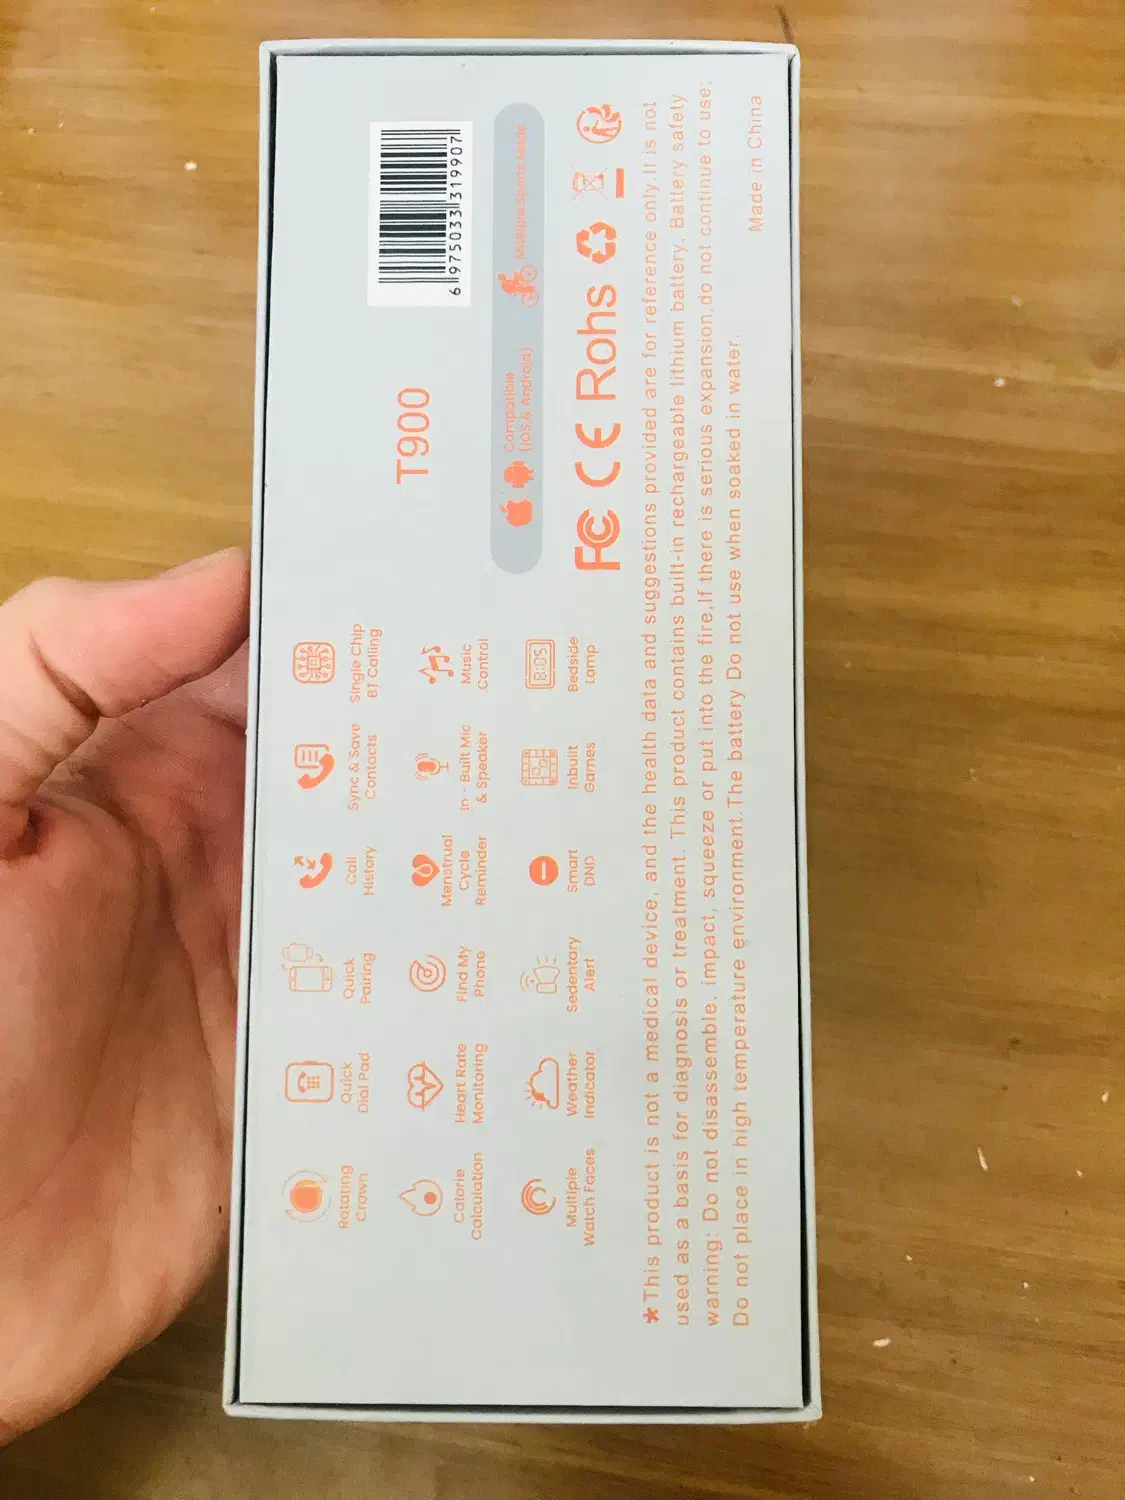 Rotating
Crown
Quick
Dial Pad
Quick
Pairing
Call
History
Sync & Save
Contacts
Single Chip
BT Calling
Calorie
Calculation
Heart Rate
Monitoring
Find My
Phone
Menstrual
Cycle
Reminder
In - Built Mic
& Speaker
Music
Control
Multiple
Watch Faces
Weather
Indicator
Sedentary
Alert
Smart
DND
Inbuilt
Games
8:05
Bedside
Lamp
T900
6 975033 319907
Compatible
(iOS & Android)
Multiple Sports Mode
FC CE Rohs
*This product is not a medical device, and the health data and suggestions provided are for reference only.It is not
used as a basis for diagnosis or treatment. This product contains built-in rechargeable lithium battery, Battery safety
warning: Do not disassemble, impact, squeeze or put into the fire,If there is serious expansion,do not continue to use;
Do not place in high temperature environment.The battery Do not use when soaked in water.
Made in China